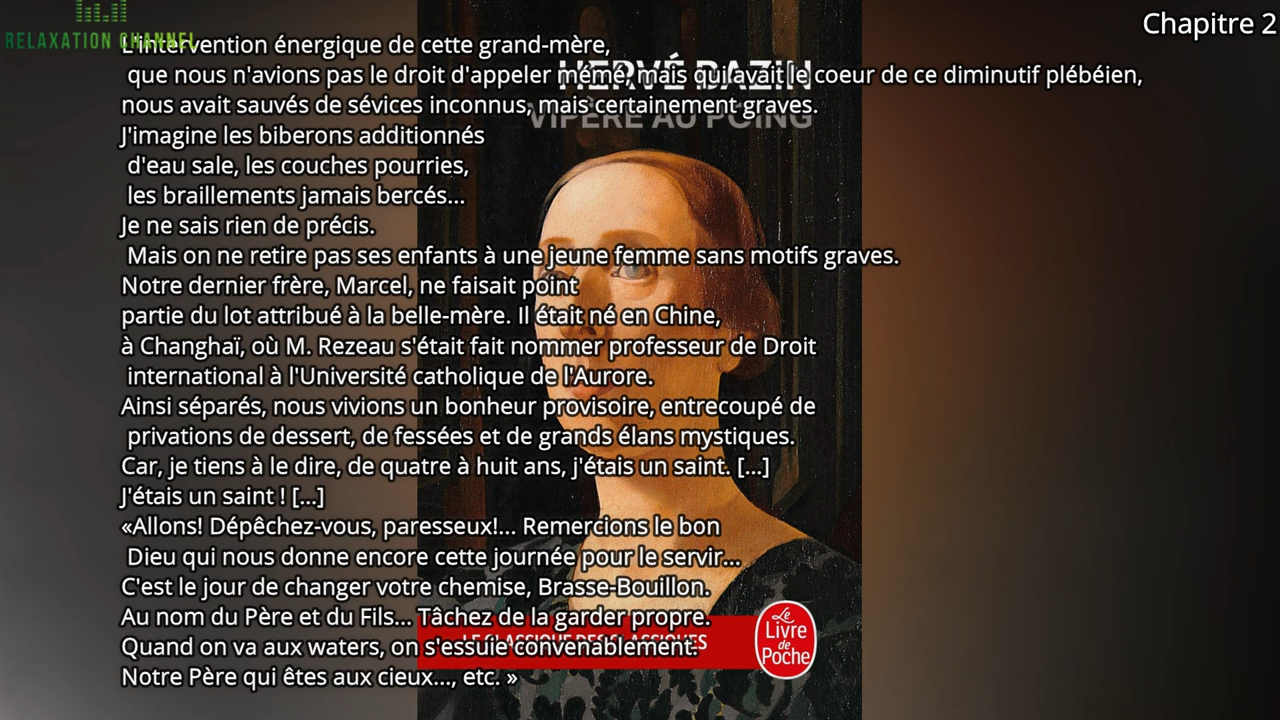 RELAXATION CHANNEL
Chapitre 2
HERVÉ BAZIN
VIPÈRE AU POING
L'intervention énergique de cette grand-mère,
que nous n'avions pas le droit d'appeler mémé, mais qui avait le coeur de ce diminutif plébéien,
nous avait sauvés de sévices inconnus, mais certainement graves.
J'imagine les biberons additionnés
d'eau sale, les couches pourries,
les braillements jamais bercés...
Je ne sais rien de précis.
Mais on ne retire pas ses enfants à une jeune femme sans motifs graves.
Notre dernier frère, Marcel, ne faisait point
partie du lot attribué à la belle-mère. Il était né en Chine,
à Changhaï, où M. Rezeau s'était fait nommer professeur de Droit
international à l'Université catholique de l'Aurore.
Ainsi séparés, nous vivions un bonheur provisoire, entrecoupé de
privations de dessert, de fessées et de grands élans mystiques.
Car, je tiens à le dire, de quatre à huit ans, j'étais un saint. [...]
J'étais un saint ! [...]
«Allons! Dépêchez-vous, paresseux!... Remercions le bon
Dieu qui nous donne encore cette journée pour le servir...
C'est le jour de changer votre chemise, Brasse-Bouillon.
Au nom du Père et du Fils... Tâchez de la garder propre.
Quand on va aux waters, on s'essuie convenablement.
Notre Père qui êtes aux cieux..., etc. »
LE CLASSIQUE DES CLASSIQUES
Le
Livre
de
Poche